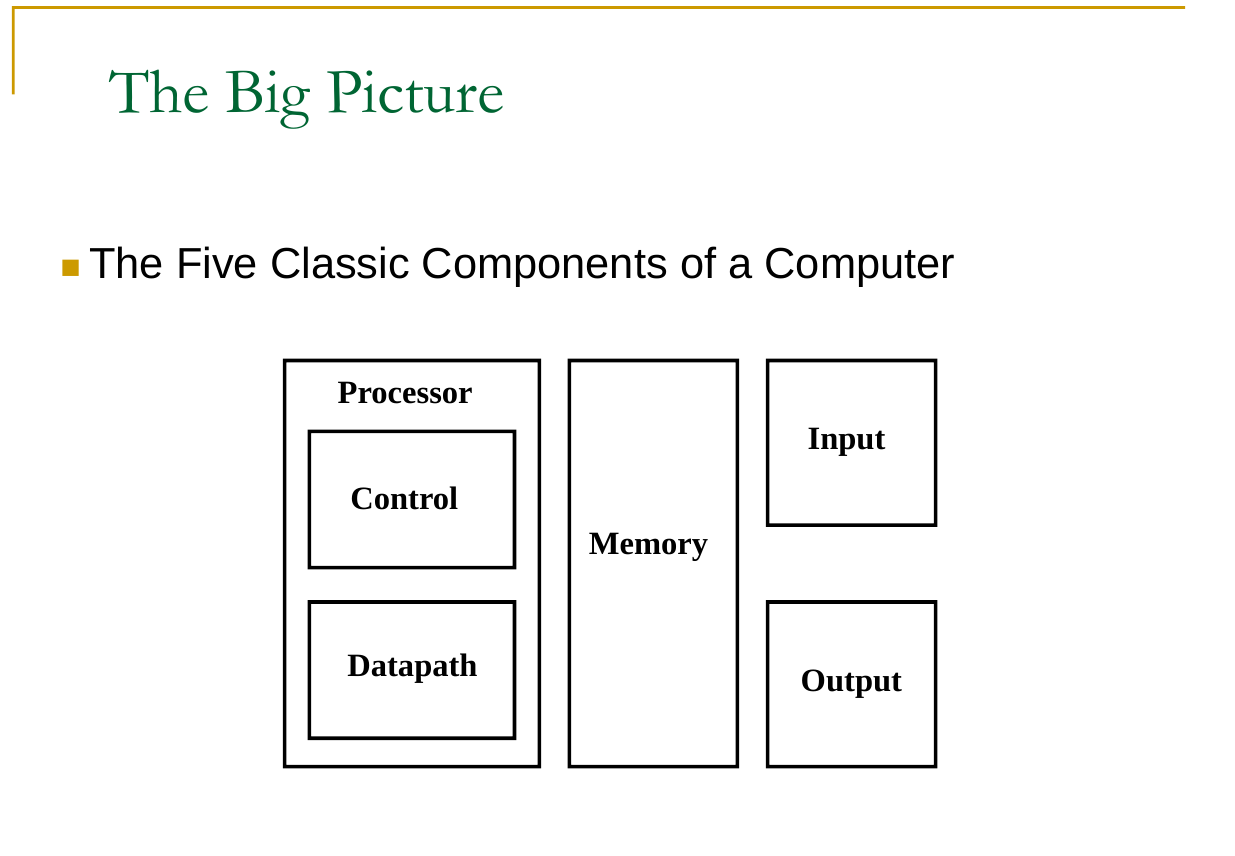 The Big Picture
The Five Classic Components of a Computer
Processor
Control
Datapath
Memory
Input
Output